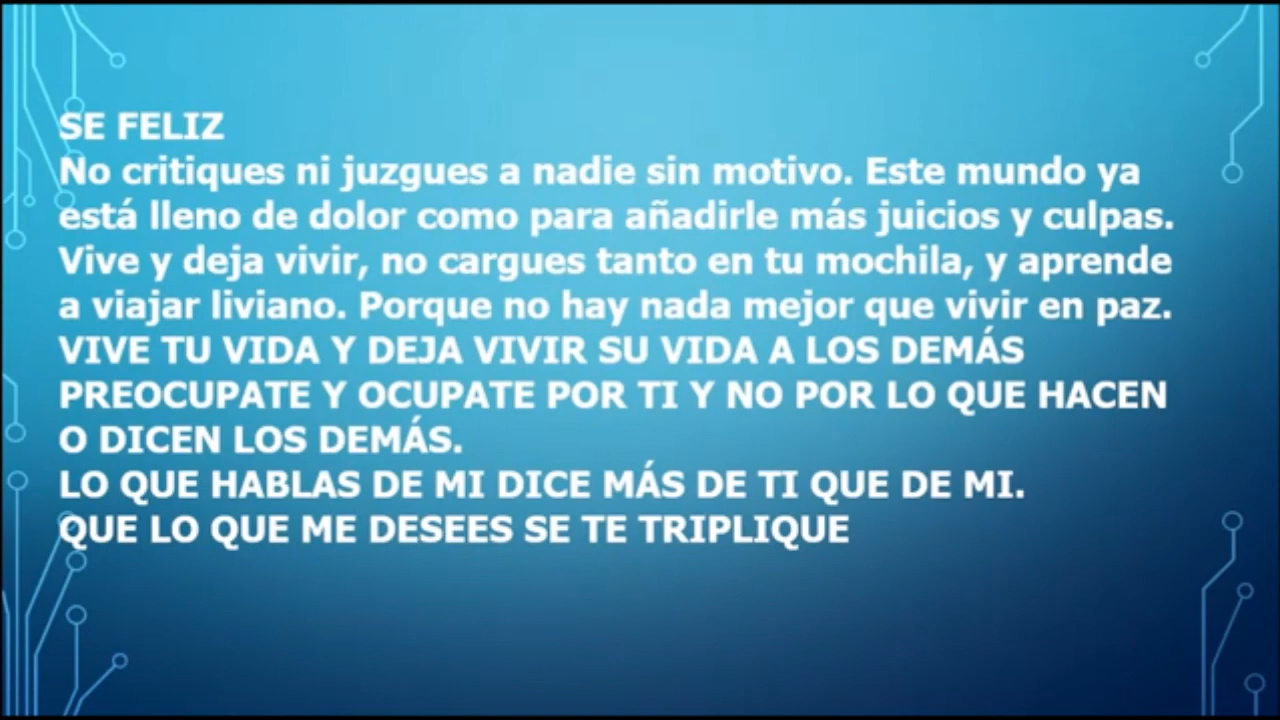 SE FELIZ
No critiques ni juzgues a nadie sin motivo. Este mundo ya
está lleno de dolor como para añadirle más juicios y culpas.
Vive y deja vivir, no cargues tanto en tu mochila, y aprende
a viajar liviano. Porque no hay nada mejor que vivir en paz.
VIVE TU VIDA Y DEJA VIVIR SU VIDA A LOS DEMÁS
PREOCUPATE Y OCUPATE POR TI Y NO POR LO QUE HACEN
O DICEN LOS DEMÁS.
LO QUE HABLAS DE MI DICE MÁS DE TI QUE DE MI.
QUE LO QUE ME DESEES SE TE TRIPLIQUE